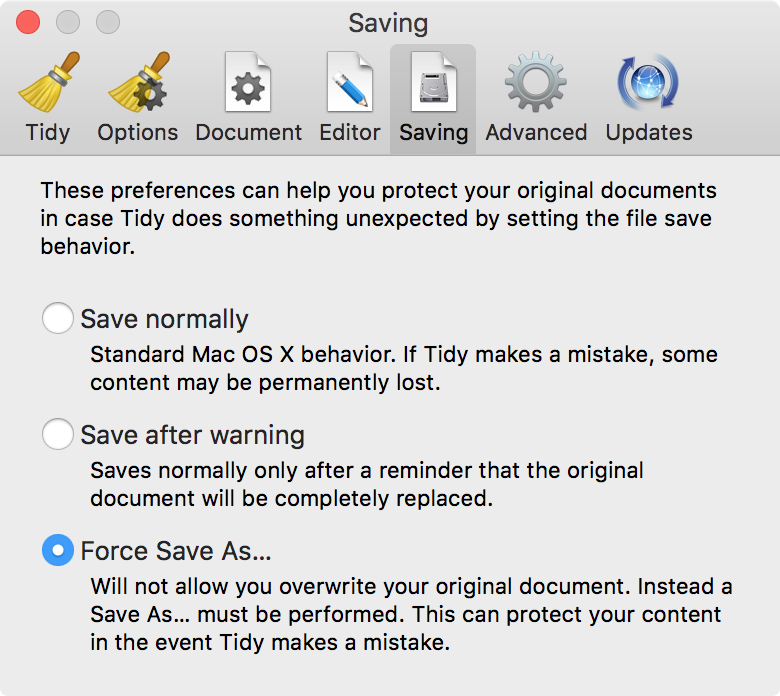 Saving
Tidy Options Document Editor Saving Advanced Updates
These preferences can help you protect your original documents
in case Tidy does something unexpected by setting the file save
behavior.
Save normally
Standard Mac OS X behavior. If Tidy makes a mistake, some
content may be permanently lost.
Save after warning
Saves normally only after a reminder that the original
document will be completely replaced.
Force Save As...
Will not allow you overwrite your original document. Instead a
Save As... must be performed. This can protect your content
in the event Tidy makes a mistake.